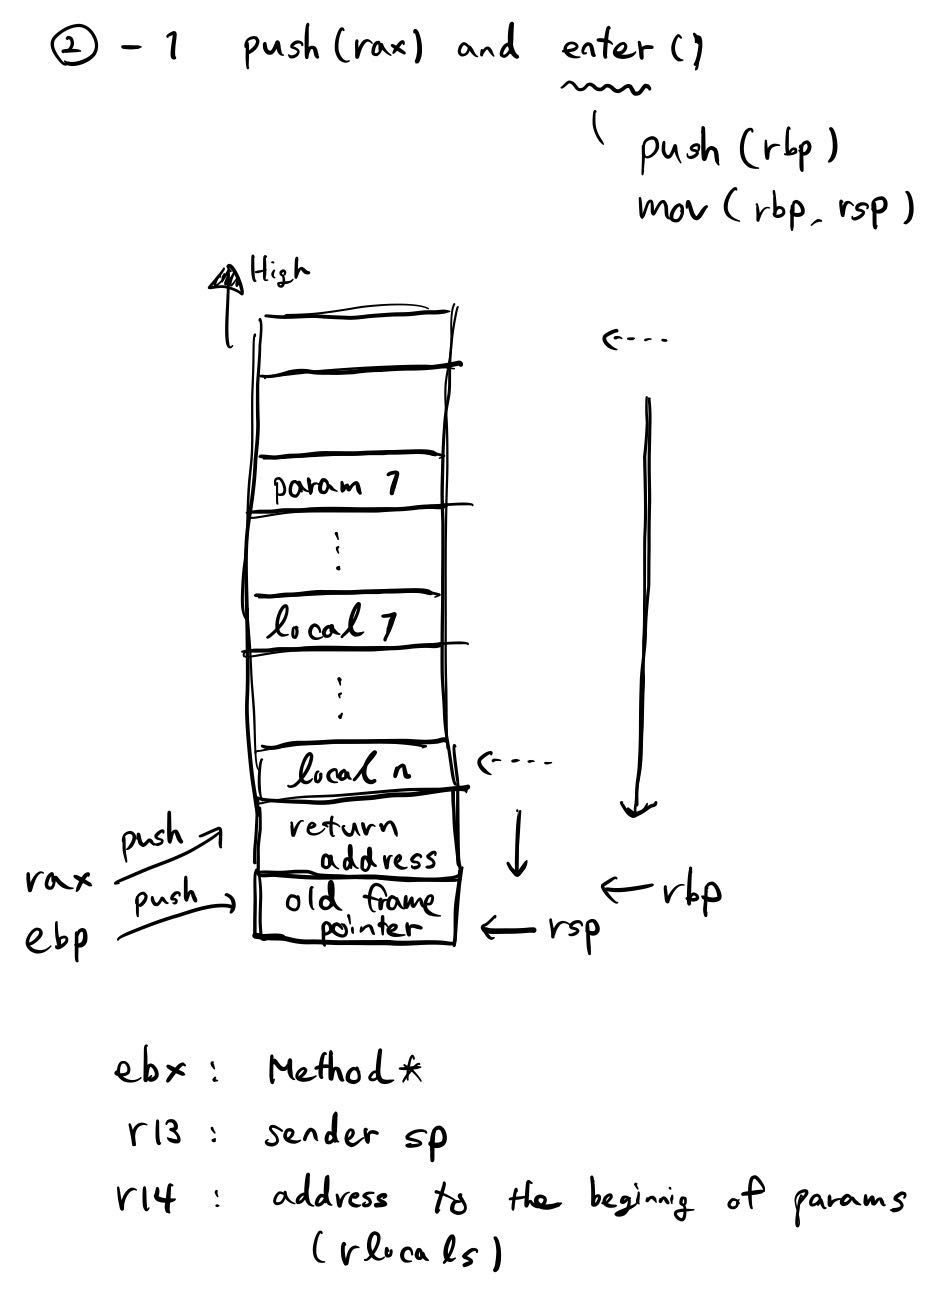 ② - 1 push (rax) and enter ()
push (rbp)
mov (rbp, rsp)
High
param 1
local 1
local n
return
address
push
rax
push
ebp
old frame
pointer
rbp
rsp
ebx : Method*
r13 : sender sp
r14 : address to the beginnig of params
(rlocals)